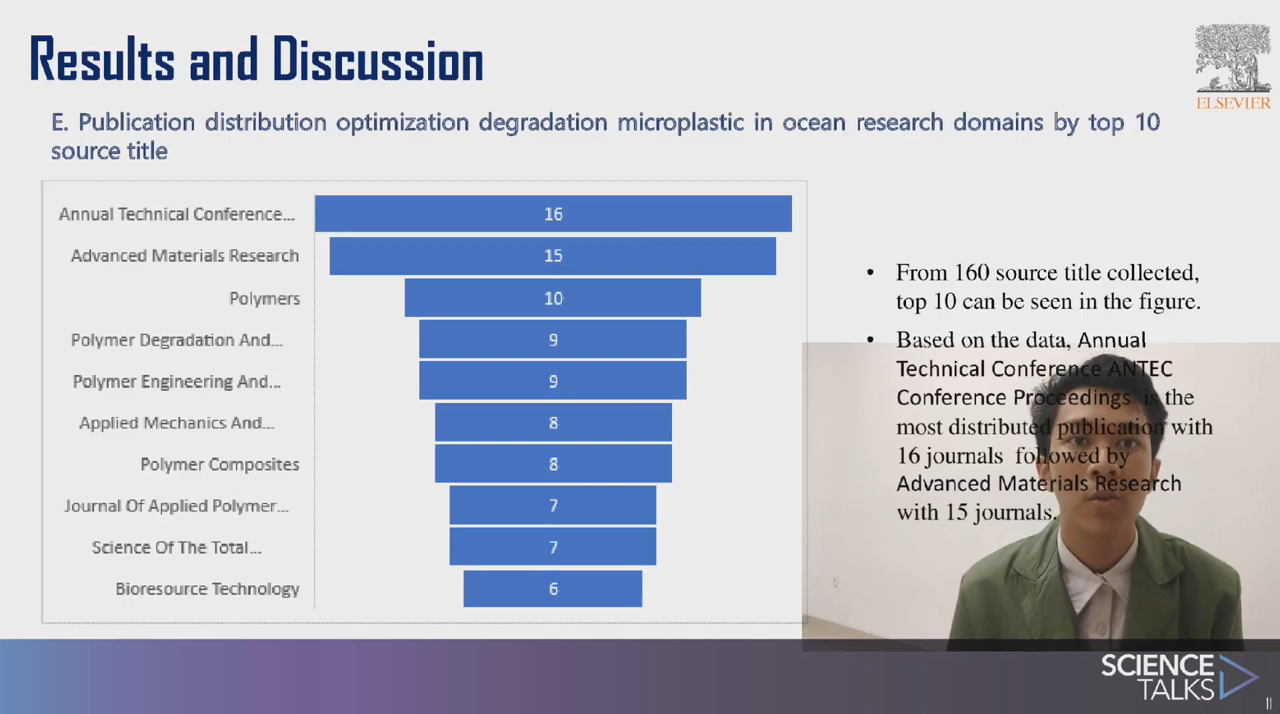 Results and Discussion
ELSEVIER
E. Publication distribution optimization degradation microplastic in ocean research domains by top 10
source title
Annual Technical Conference... 16
Advanced Materials Research 15
Polymers 10
Polymer Degradation And... 9
Polymer Engineering And... 9
Applied Mechanics And... 8
Polymer Composites 8
Journal Of Applied Polymer... 7
Science Of The Total... 7
Bioresource Technology 6
• From 160 source title collected,
top 10 can be seen in the figure.
• Based on the data, Annual
Technical Conference ANTEC
Conference Proceedings is the
most distributed publication with
16 journals followed by
Advanced Materials Research
with 15 journals.
SCIENCE
TALKS
11